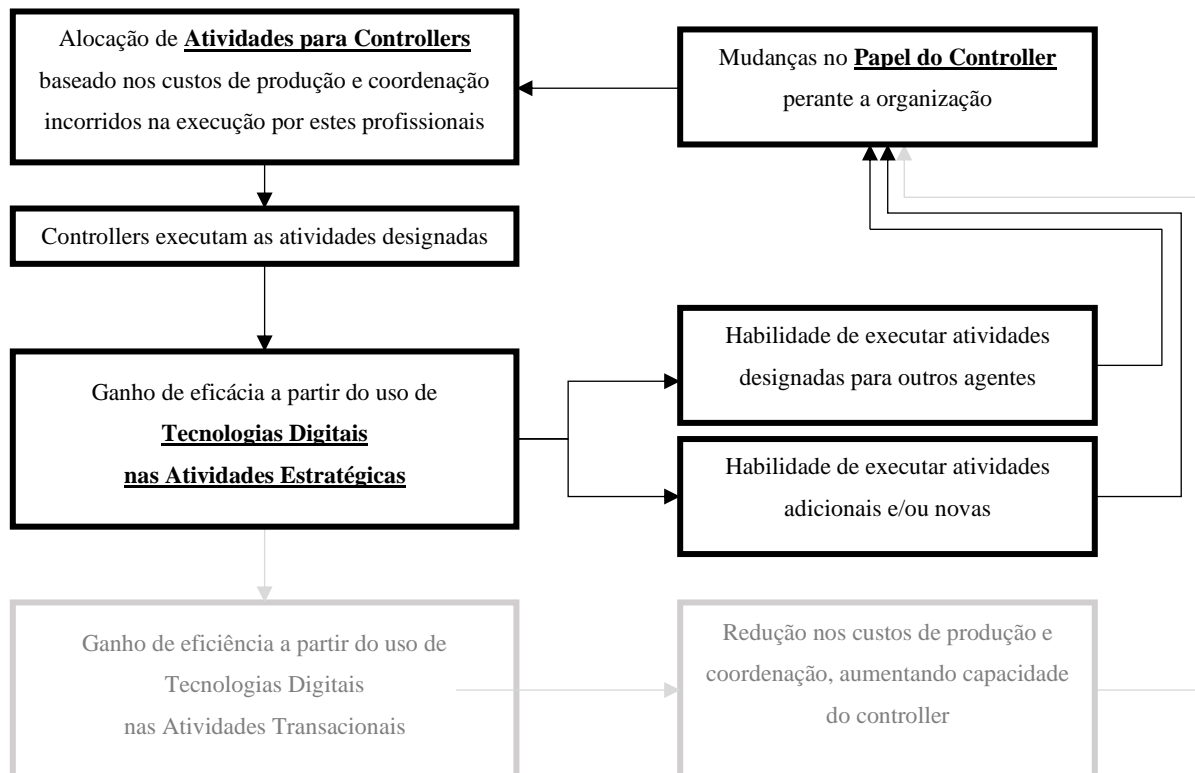 Alocação de Atividades para Controllers
baseado nos custos de produção e coordenação
incorridos na execução por estes profissionais
Mudanças no Papel do Controller
perante a organização
Controllers executam as atividades designadas
Ganho de eficácia a partir do uso de
Tecnologias Digitais
nas Atividades Estratégicas
Habilidade de executar atividades
designadas para outros agentes
Habilidade de executar atividades
adicionais e/ou novas
Ganho de eficiência a partir do uso de
Tecnologias Digitais
nas Atividades Transacionais
Redução nos custos de produção e
coordenação, aumentando capacidade
do controller